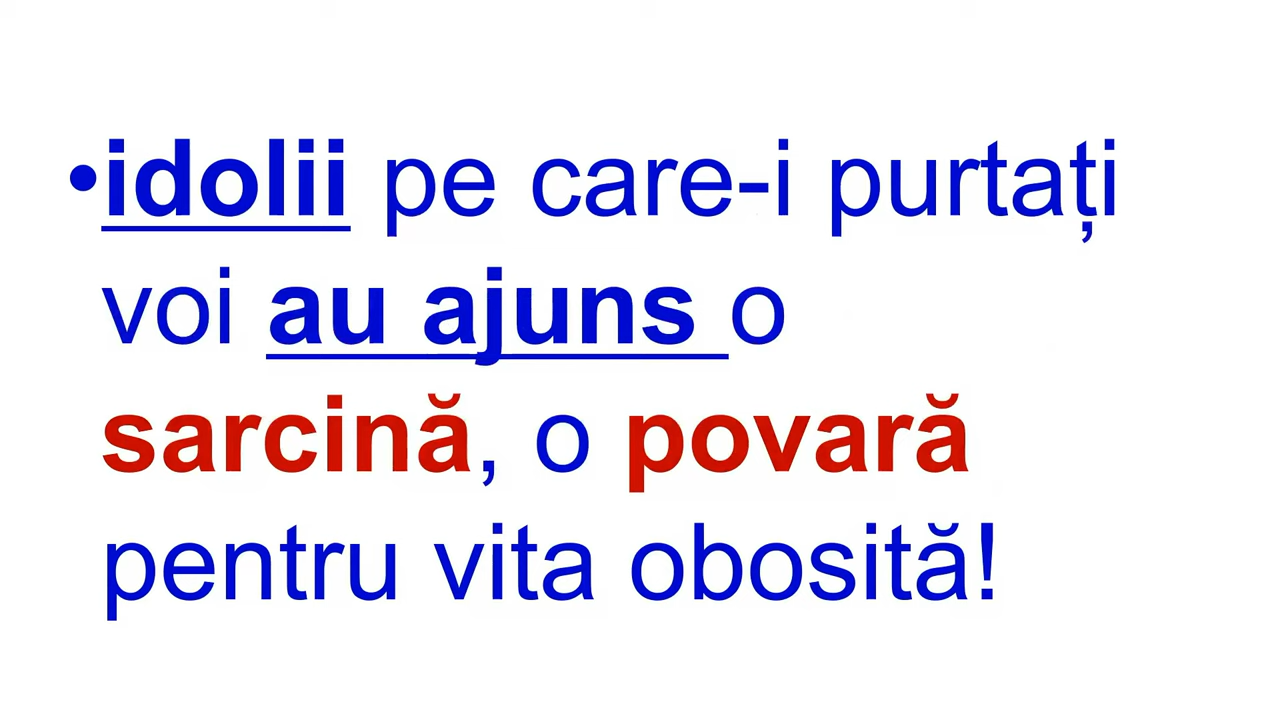 •idolii pe care-i purtați
voi au ajuns o
sarcină, o povară
pentru vita obosită!